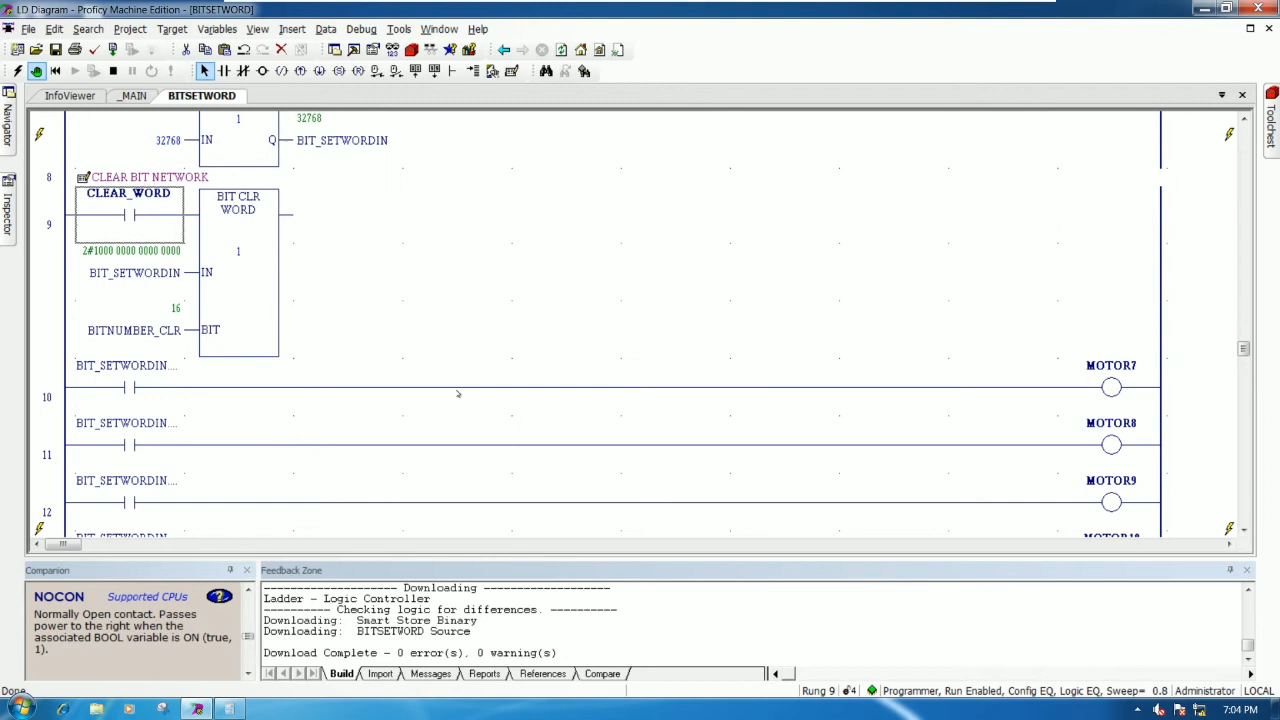 LD Diagram - Proficy Machine Edition - [BITSETWORD]
File Edit Search Project Target Variables View Insert Data Debug Tools Window Help
InfoViewer _MAIN BITSETWORD
Navigator
Inspector
Toolchest
1 32768
32768 IN Q BIT_SETWORDIN
8 CLEAR BIT NETWORK
CLEAR_WORD BIT CLR
WORD
9
2#1000 0000 0000 0000 1
BIT_SETWORDIN IN
16
BITNUMBER_CLR BIT
BIT_SETWORDIN.... MOTOR7
10
BIT_SETWORDIN.... MOTOR8
11
BIT_SETWORDIN.... MOTOR9
12
BIT_SETWORDIN.... MOTOR10
Companion
NOCON Supported CPUs
Normally Open contact. Passes
power to the right when the
associated BOOL variable is ON (true,
1).
Feedback Zone
-------------------- Downloading -------------------
Ladder - Logic Controller
---------- Checking logic for differences. ----------
Downloading: Smart Store Binary
Downloading: BITSETWORD Source
Download Complete - 0 error(s), 0 warning(s)
Build Import Messages Reports References Compare
Done Rung 9 4 Programmer, Run Enabled, Config EQ, Logic EQ, Sweep= 0.8 Administrator LOCAL
7:04 PM